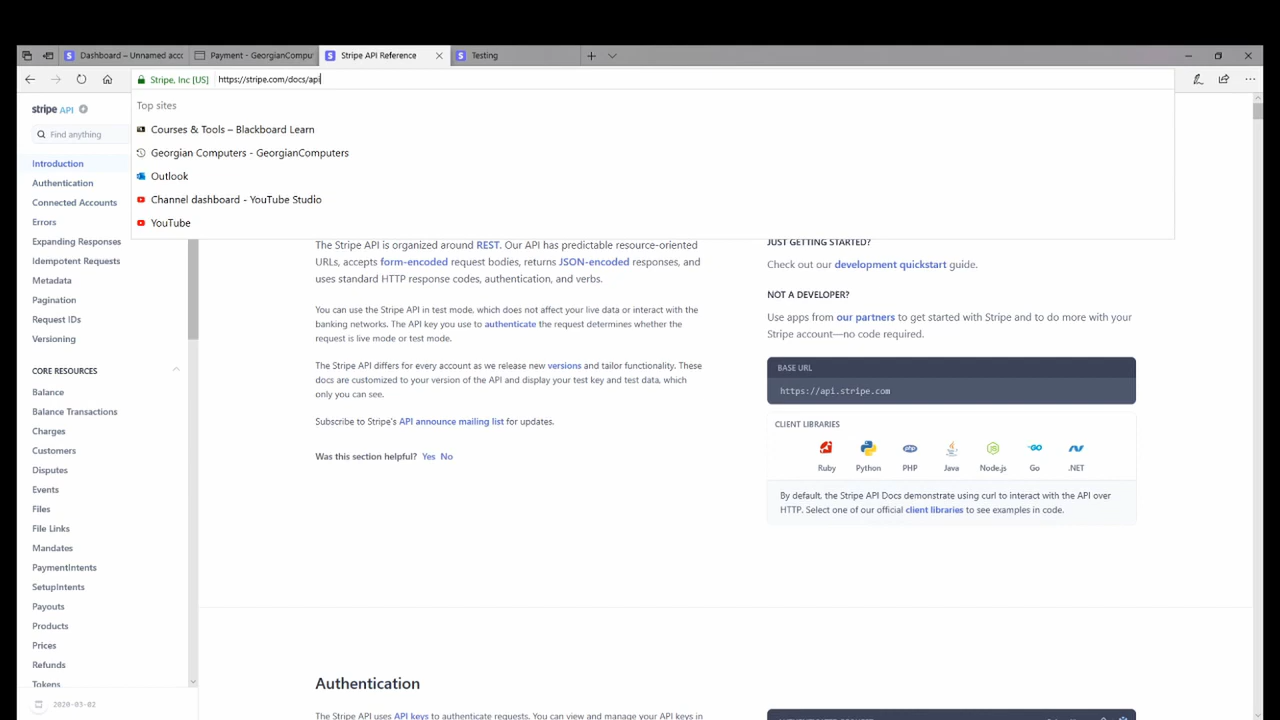 Dashboard – Unnamed acco
Payment - GeorgianComput
Stripe API Reference
Testing
Stripe, Inc [US]
https://stripe.com/docs/api
Top sites
Courses & Tools – Blackboard Learn
Georgian Computers - GeorgianComputers
Outlook
Channel dashboard - YouTube Studio
YouTube
stripe API
Find anything
Introduction
Authentication
Connected Accounts
Errors
Expanding Responses
Idempotent Requests
Metadata
Pagination
Request IDs
Versioning
CORE RESOURCES
Balance
Balance Transactions
Charges
Customers
Disputes
Events
Files
File Links
Mandates
PaymentIntents
SetupIntents
Payouts
Products
Prices
Refunds
Tokens
2020-03-02
The Stripe API is organized around REST. Our API has predictable resource-oriented
URLs, accepts form-encoded request bodies, returns JSON-encoded responses, and
uses standard HTTP response codes, authentication, and verbs.
You can use the Stripe API in test mode, which does not affect your live data or interact with the
banking networks. The API key you use to authenticate the request determines whether the
request is live mode or test mode.
The Stripe API differs for every account as we release new versions and tailor functionality. These
docs are customized to your version of the API and display your test key and test data, which
only you can see.
Subscribe to Stripe's API announce mailing list for updates.
Was this section helpful? Yes No
JUST GETTING STARTED?
Check out our development quickstart guide.
NOT A DEVELOPER?
Use apps from our partners to get started with Stripe and to do more with your
Stripe account—no code required.
BASE URL
https://api.stripe.com
CLIENT LIBRARIES
Ruby
Python
PHP
Java
Node.js
Go
.NET
By default, the Stripe API Docs demonstrate using curl to interact with the API over
HTTP. Select one of our official client libraries to see examples in code.
Authentication
The Stripe API uses API keys to authenticate requests. You can view and manage your API keys in